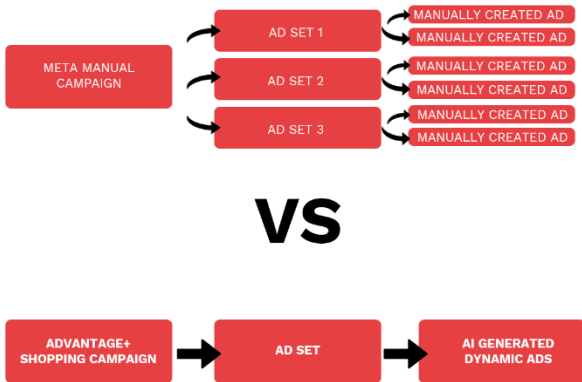 META MANUAL
CAMPAIGN
AD SET 1
MANUALLY CREATED AD
MANUALLY CREATED AD
AD SET 2
MANUALLY CREATED AD
MANUALLY CREATED AD
AD SET 3
MANUALLY CREATED AD
MANUALLY CREATED AD
VS
ADVANTAGE+
SHOPPING CAMPAIGN
AD SET
AI GENERATED
DYNAMIC ADS